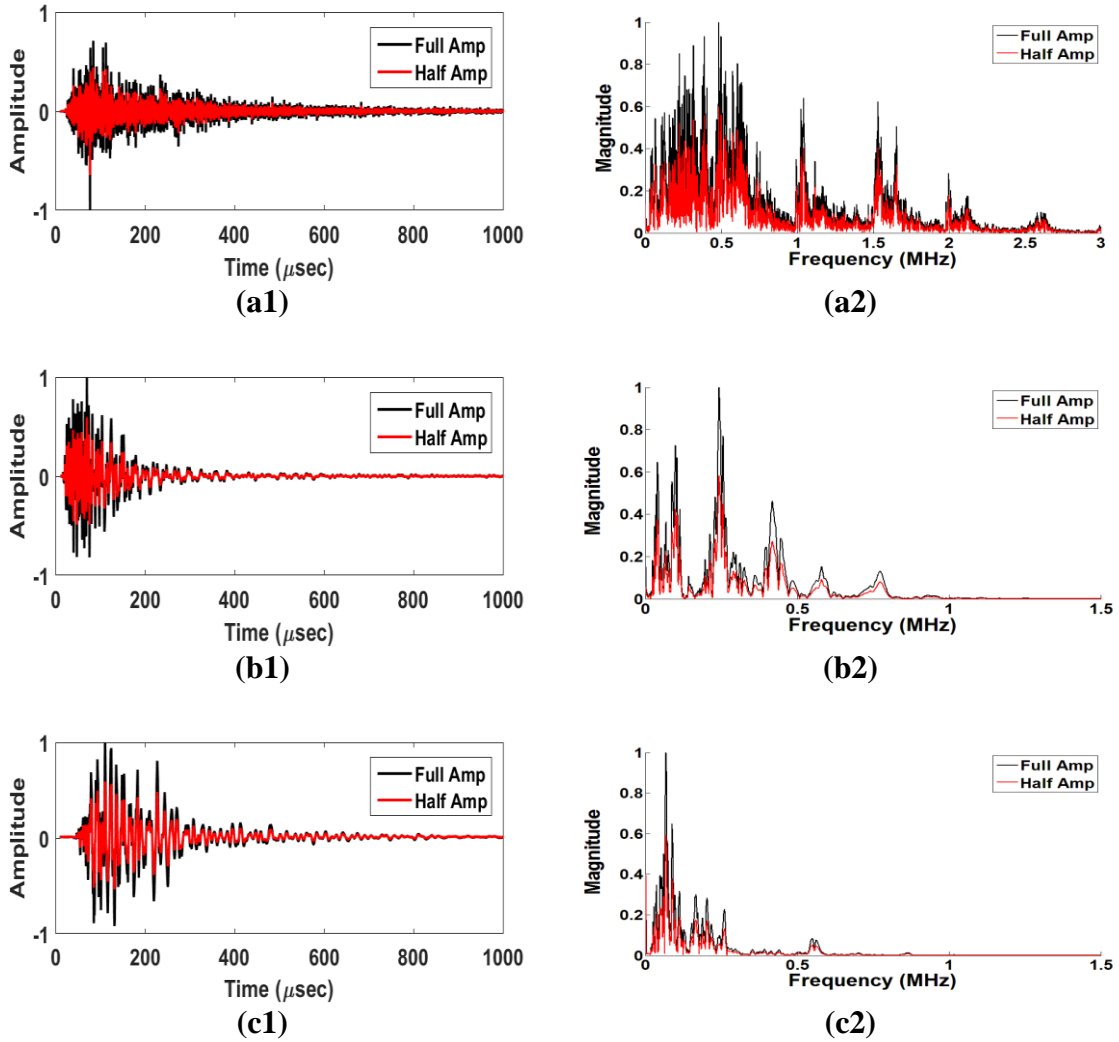 1
0
-1
Amplitude
0 200 400 600 800 1000
Time (μsec)
Full Amp
Half Amp
(a1)
1
0.8
0.6
0.4
0.2
0
Magnitude
0 0.5 1 1.5 2 2.5 3
Frequency (MHz)
Full Amp
Half Amp
(a2)
1
0
-1
Amplitude
0 200 400 600 800 1000
Time (μsec)
Full Amp
Half Amp
(b1)
1
0.8
0.6
0.4
0.2
0
Magnitude
0 0.5 1 1.5
Frequency (MHz)
Full Amp
Half Amp
(b2)
1
0
-1
Amplitude
0 200 400 600 800 1000
Time (μsec)
Full Amp
Half Amp
(c1)
1
0.8
0.6
0.4
0.2
0
Magnitude
0 0.5 1 1.5
Frequency (MHz)
Full Amp
Half Amp
(c2)